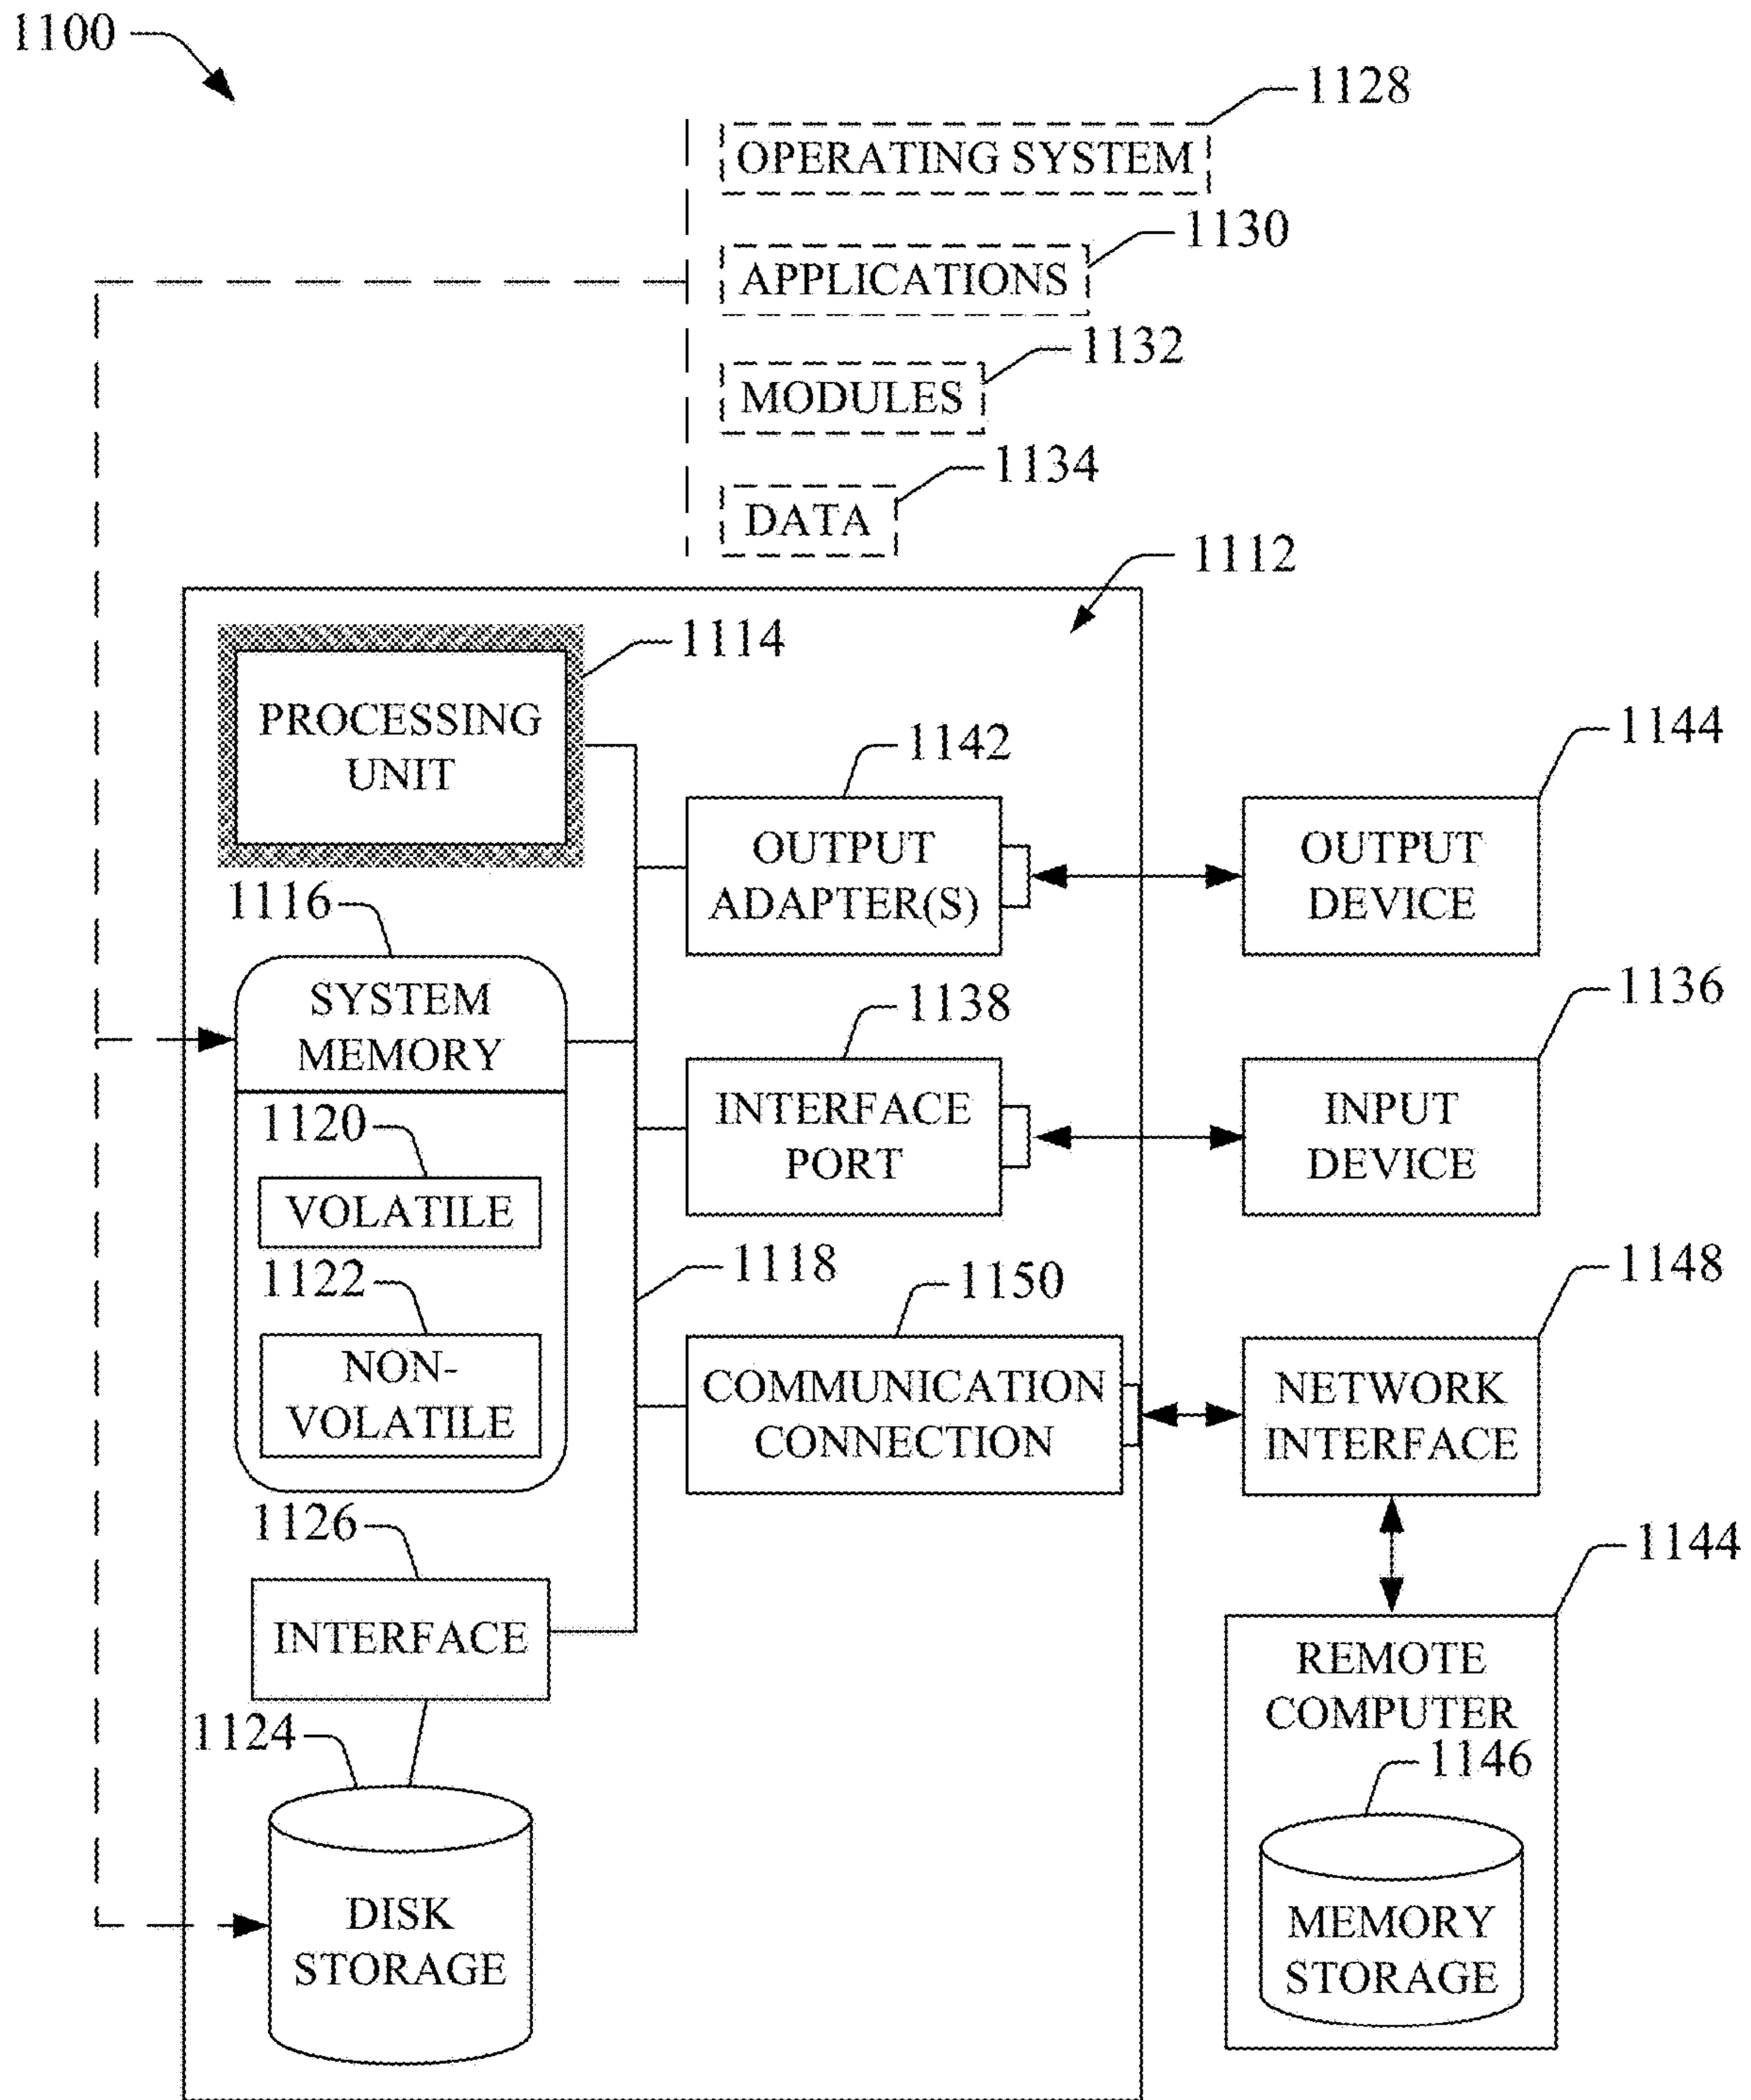 1100
1128
OPERATING SYSTEM
1130
APPLICATIONS
1132
MODULES
1134
DATA
1112
1114
PROCESSING
UNIT
1142
OUTPUT
ADAPTER(S)
1144
OUTPUT
DEVICE
1116
SYSTEM
MEMORY
1138
INTERFACE
PORT
1136
INPUT
DEVICE
1120
VOLATILE
1122
NON-
VOLATILE
1118
1150
COMMUNICATION
CONNECTION
1148
NETWORK
INTERFACE
1126
INTERFACE
1144
REMOTE
COMPUTER
1146
MEMORY
STORAGE
1124
DISK
STORAGE